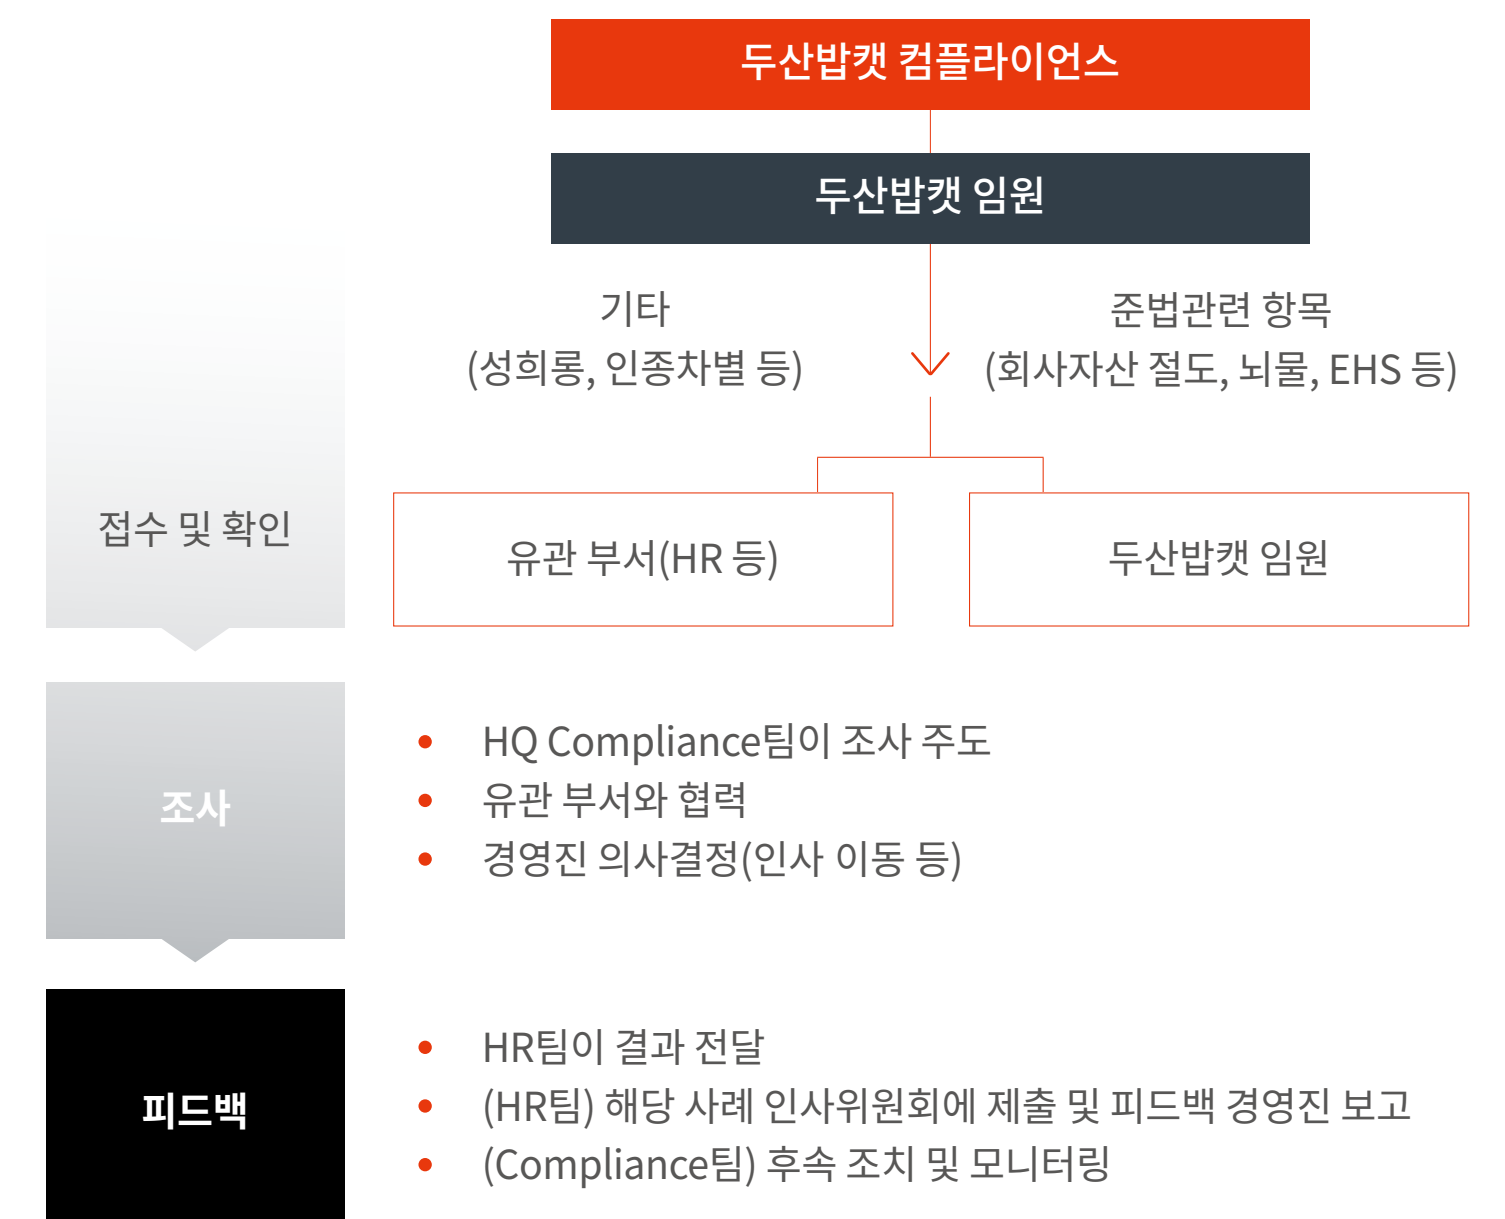 두산밥캣 컴플라이언스
두산밥캣 임원
기타
(성희롱, 인종차별 등)
준법관련 항목
(회사자산 절도, 뇌물, EHS 등)
접수 및 확인
유관 부서(HR 등)
두산밥캣 임원
조사
HQ Compliance팀이 조사 주도
유관 부서와 협력
경영진 의사결정(인사 이동 등)
피드백
HR팀이 결과 전달
(HR팀) 해당 사례 인사위원회에 제출 및 피드백 경영진 보고
(Compliance팀) 후속 조치 및 모니터링